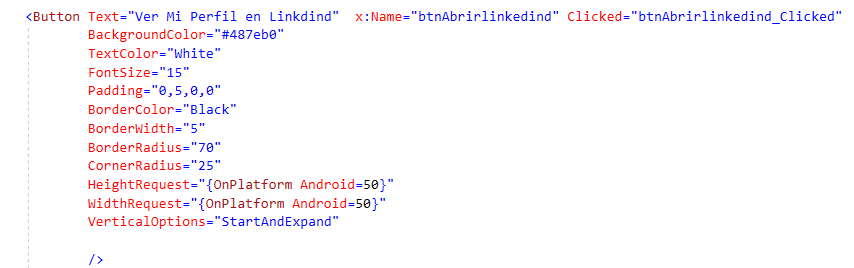 <Button Text="Ver Mi Perfil en Linkdind"  x:Name="btnAbrirlinkedind" Clicked="btnAbrirlinkedind_Clicked"
BackgroundColor="#487eb0"
TextColor="White"
FontSize="15"
Padding="0,5,0,0"
BorderColor="Black"
BorderWidth="5"
BorderRadius="70"
CornerRadius="25"
HeightRequest="{OnPlatform Android=50}"
WidthRequest="{OnPlatform Android=50}"
VerticalOptions="StartAndExpand"
/>